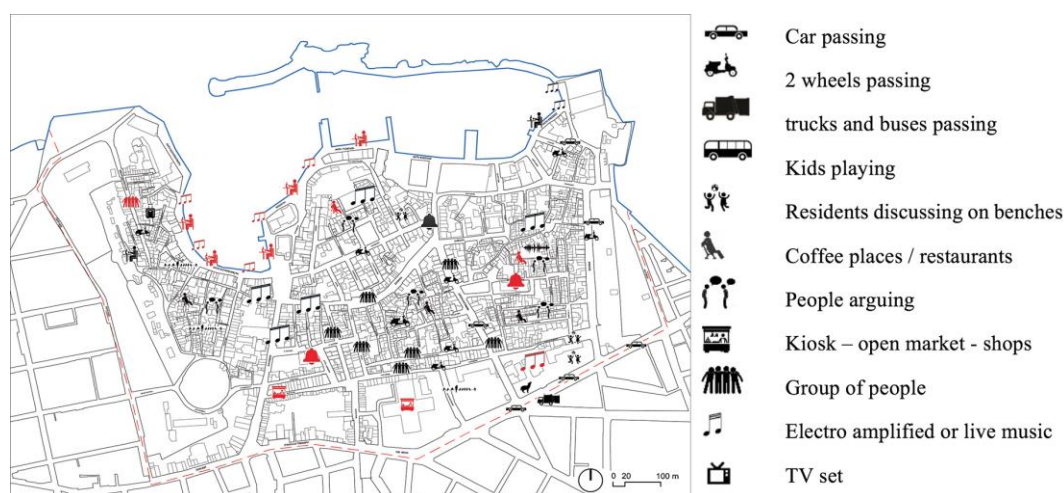 Car passing
2 wheels passing
trucks and buses passing
Kids playing
Residents discussing on benches
Coffee places / restaurants
People arguing
Kiosk – open market - shops
Group of people
Electro amplified or live music
TV set
0 20 100 m